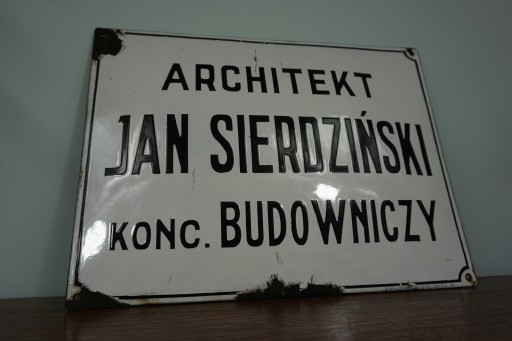 ARCHITEKT
JAN SIERDZIŃSKI
KONC. BUDOWNICZY